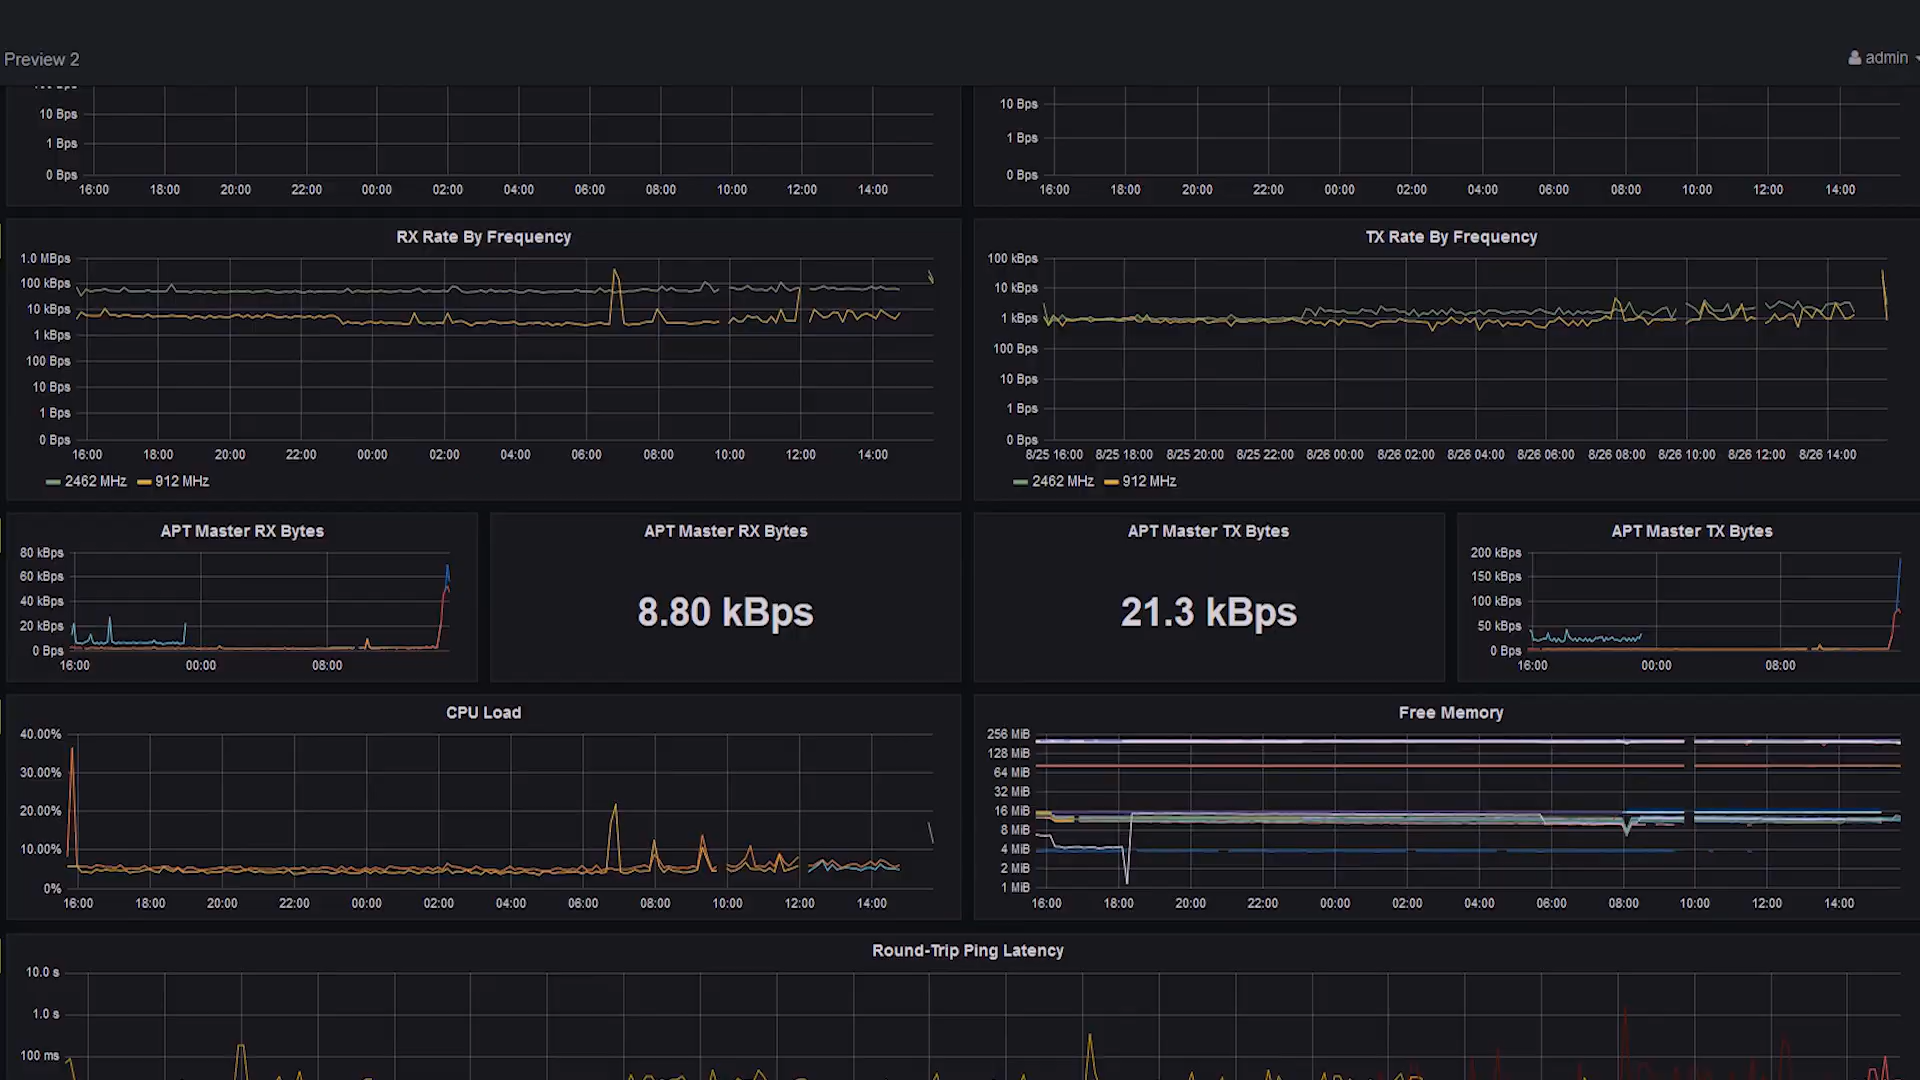 Preview 2
admin
10 Bps
1 Bps
0 Bps
16:00 18:00 20:00 22:00 00:00 02:00 04:00 06:00 08:00 10:00 12:00 14:00
10 Bps
1 Bps
0 Bps
16:00 18:00 20:00 22:00 00:00 02:00 04:00 06:00 08:00 10:00 12:00 14:00
RX Rate By Frequency
1.0 MBps
100 kBps
10 kBps
1 kBps
100 Bps
10 Bps
1 Bps
0 Bps
16:00 18:00 20:00 22:00 00:00 02:00 04:00 06:00 08:00 10:00 12:00 14:00
2462 MHz 912 MHz
TX Rate By Frequency
100 kBps
10 kBps
1 kBps
100 Bps
10 Bps
1 Bps
0 Bps
8/25 16:00 8/25 18:00 8/25 20:00 8/25 22:00 8/26 00:00 8/26 02:00 8/26 04:00 8/26 06:00 8/26 08:00 8/26 10:00 8/26 12:00 8/26 14:00
2462 MHz 912 MHz
APT Master RX Bytes
80 kBps
60 kBps
40 kBps
20 kBps
0 Bps
16:00 00:00 08:00
APT Master RX Bytes
8.80 kBps
APT Master TX Bytes
21.3 kBps
APT Master TX Bytes
200 kBps
150 kBps
100 kBps
50 kBps
0 Bps
16:00 00:00 08:00
CPU Load
40.00%
30.00%
20.00%
10.00%
0%
16:00 18:00 20:00 22:00 00:00 02:00 04:00 06:00 08:00 10:00 12:00 14:00
Free Memory
256 MiB
128 MiB
64 MiB
32 MiB
16 MiB
8 MiB
4 MiB
2 MiB
1 MiB
16:00 18:00 20:00 22:00 00:00 02:00 04:00 06:00 08:00 10:00 12:00 14:00
Round-Trip Ping Latency
10.0 s
1.0 s
100 ms